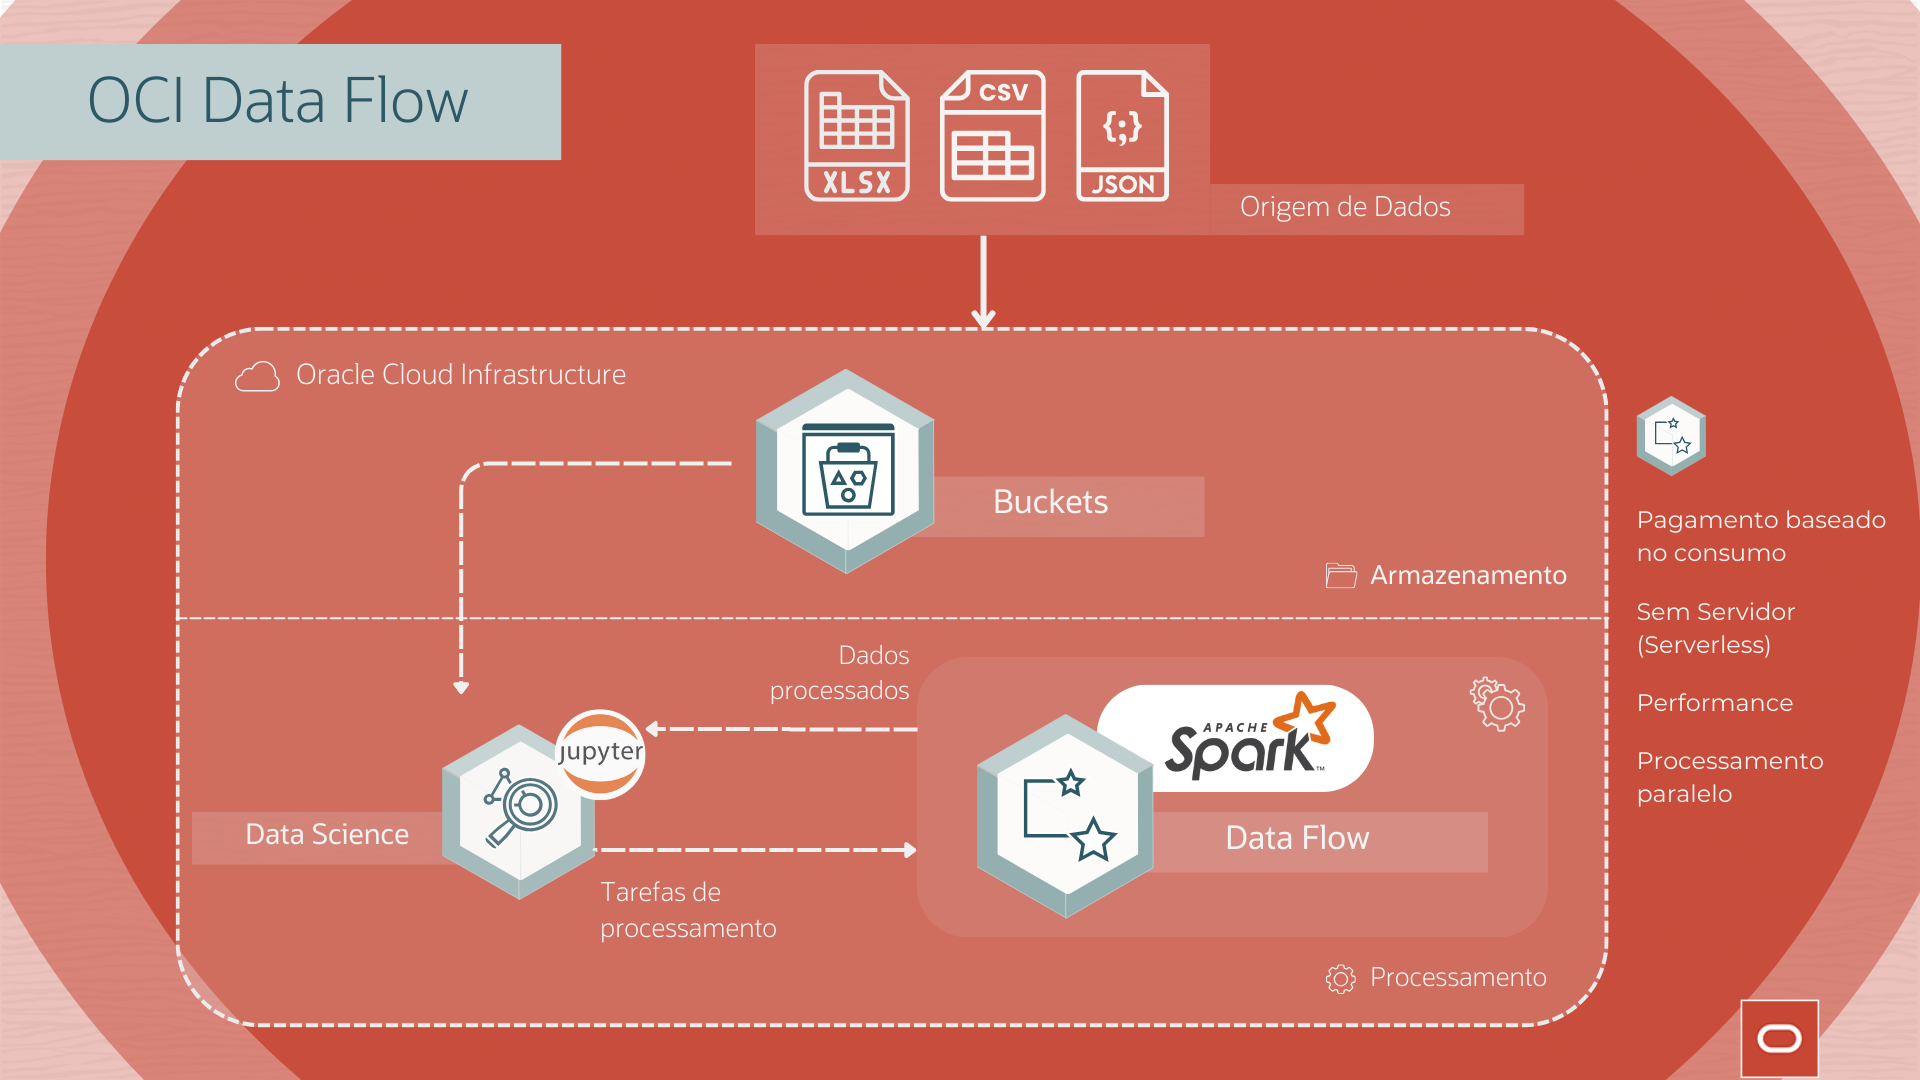 OCI Data Flow
XLSX
CSV
{;}
JSON
Origem de Dados
Oracle Cloud Infrastructure
Buckets
Armazenamento
Dados
processados
jupyter
APACHE
Spark™
Data Science
Data Flow
Tarefas de
processamento
Processamento
Pagamento baseado
no consumo
Sem Servidor
(Serverless)
Performance
Processamento
paralelo